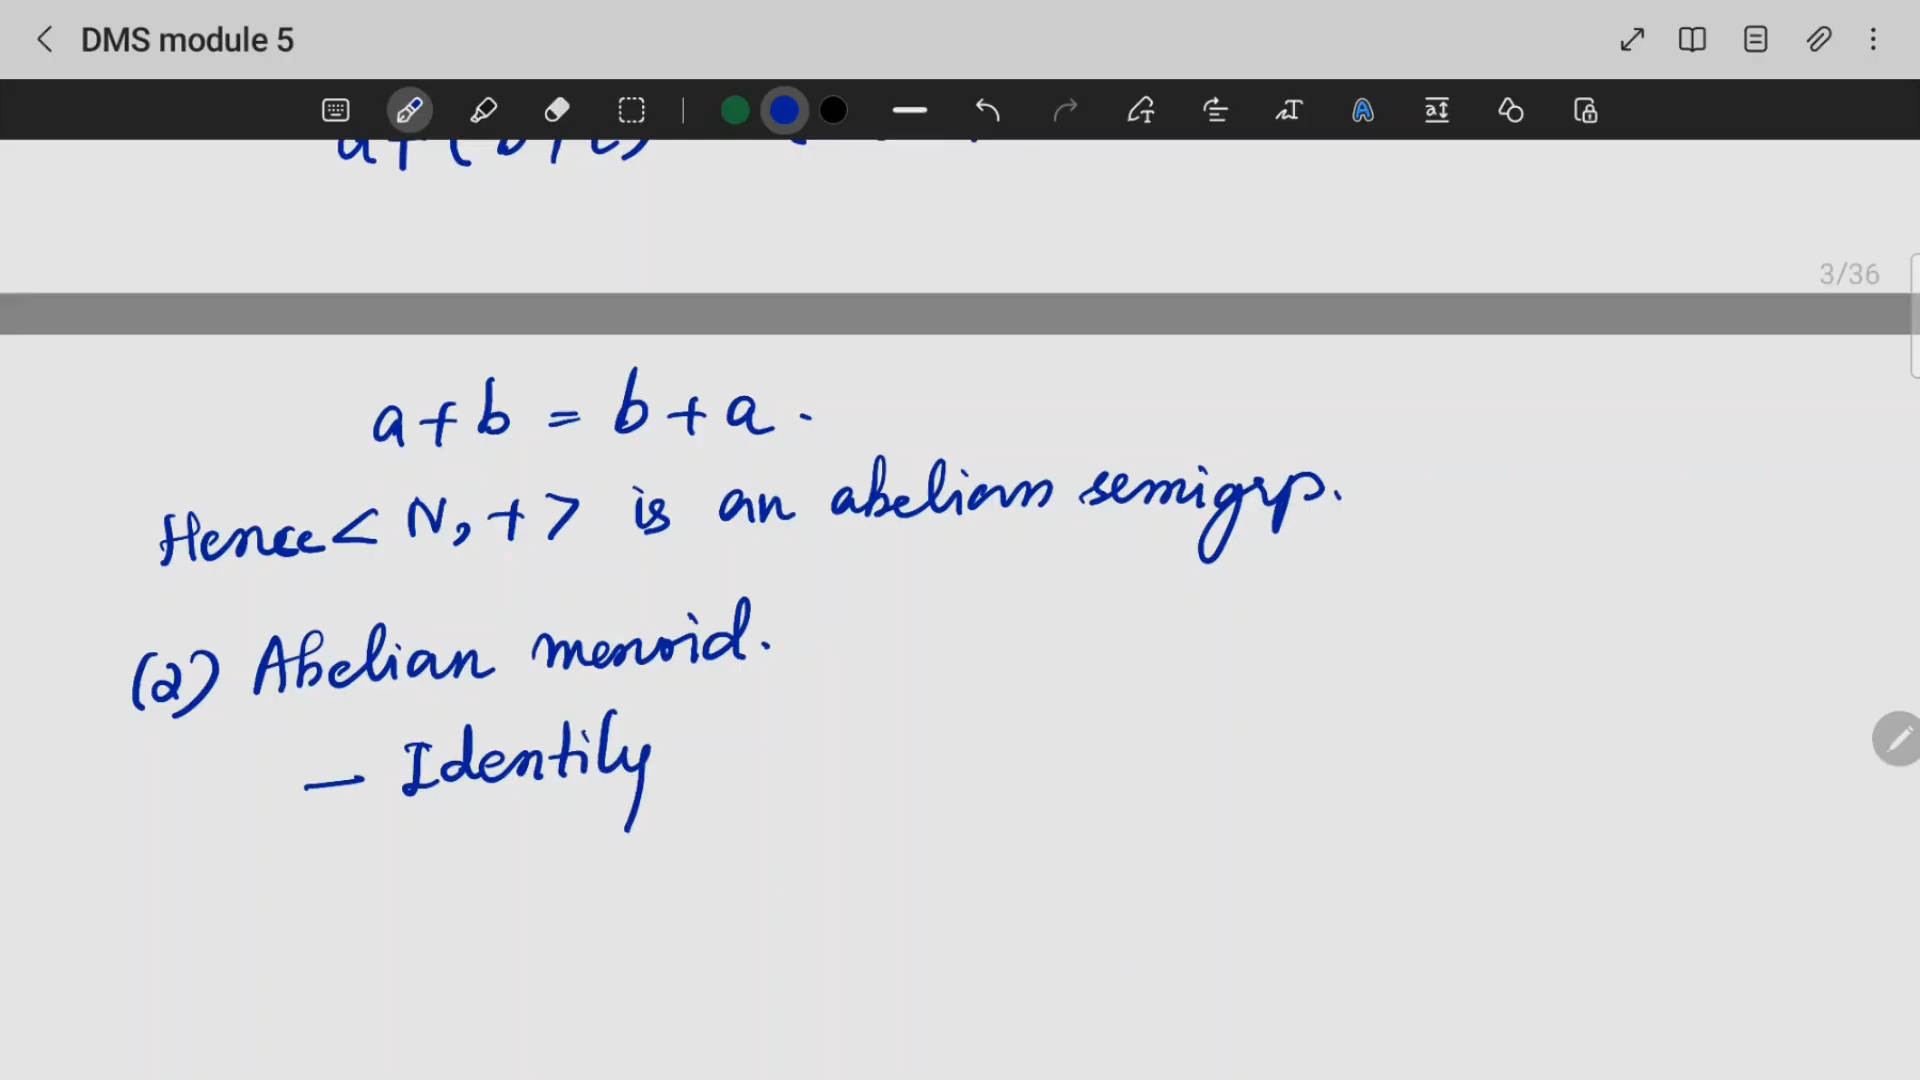 DMS module 5
3/36
a + b = b + a .
Hence < N, + > is an abelian semigrp.
(2) Abelian monoid.
— Identity